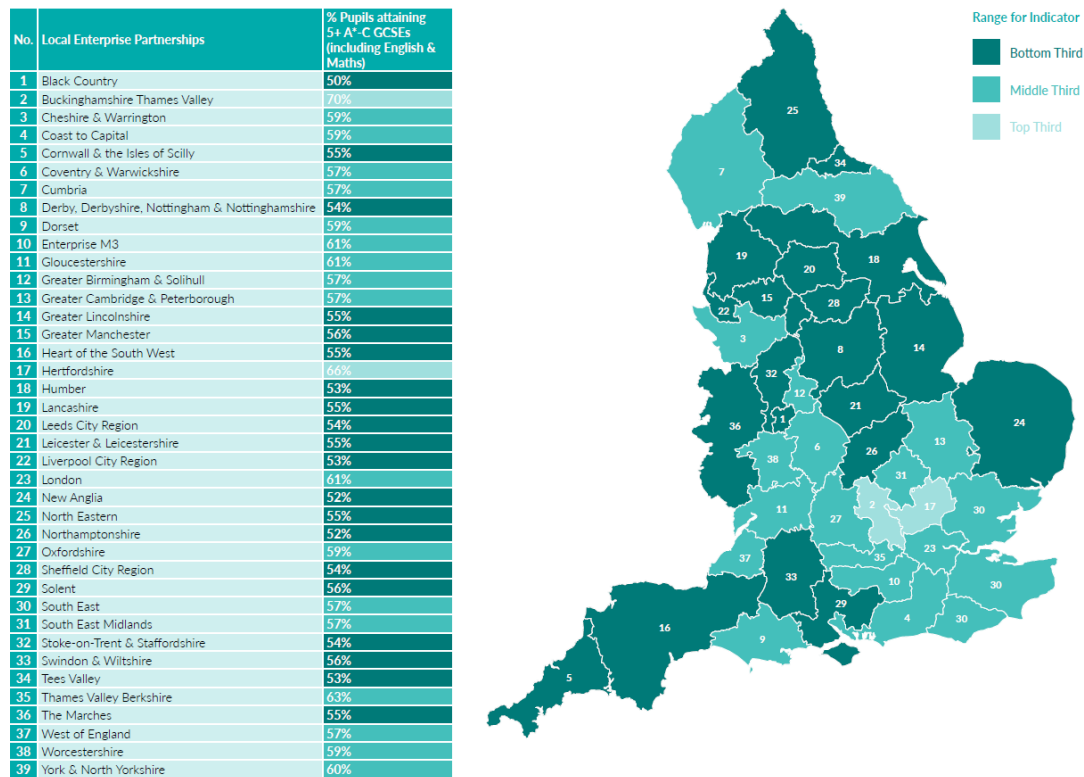 No. Local Enterprise Partnerships % Pupils attaining
5+ A*-C GCSEs
(including English &
Maths)
1 Black Country 50%
2 Buckinghamshire Thames Valley 70%
3 Cheshire & Warrington 59%
4 Coast to Capital 59%
5 Cornwall & the Isles of Scilly 55%
6 Coventry & Warwickshire 57%
7 Cumbria 57%
8 Derby, Derbyshire, Nottingham & Nottinghamshire 54%
9 Dorset 59%
10 Enterprise M3 61%
11 Gloucestershire 61%
12 Greater Birmingham & Solihull 57%
13 Greater Cambridge & Peterborough 57%
14 Greater Lincolnshire 55%
15 Greater Manchester 56%
16 Heart of the South West 55%
17 Hertfordshire 66%
18 Humber 53%
19 Lancashire 55%
20 Leeds City Region 54%
21 Leicester & Leicestershire 55%
22 Liverpool City Region 53%
23 London 61%
24 New Anglia 52%
25 North Eastern 55%
26 Northamptonshire 52%
27 Oxfordshire 59%
28 Sheffield City Region 54%
29 Solent 56%
30 South East 57%
31 South East Midlands 57%
32 Stoke-on-Trent & Staffordshire 54%
33 Swindon & Wiltshire 56%
34 Tees Valley 53%
35 Thames Valley Berkshire 63%
36 The Marches 55%
37 West of England 57%
38 Worcestershire 59%
39 York & North Yorkshire 60%
Range for Indicator
Bottom Third
Middle Third
Top Third
25
34
7
39
19
18
20
15
28
22
3
8
14
32
12
21
1
36
24
13
6
26
38
31
2
17
11
27
30
23
37
35
33
10
30
29
4
30
16
9
5